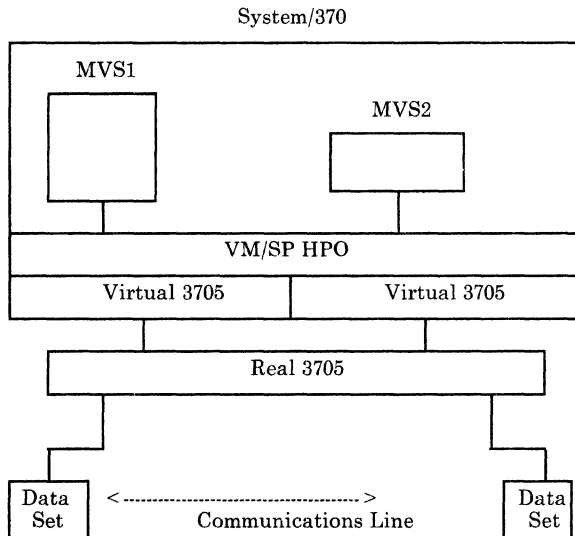 System/370
MVS1
MVS2
VM/SP HPO
Virtual 3705
Virtual 3705
Real 3705
Data
Set
< ------------------------------------ >
Communications Line
Data
Set